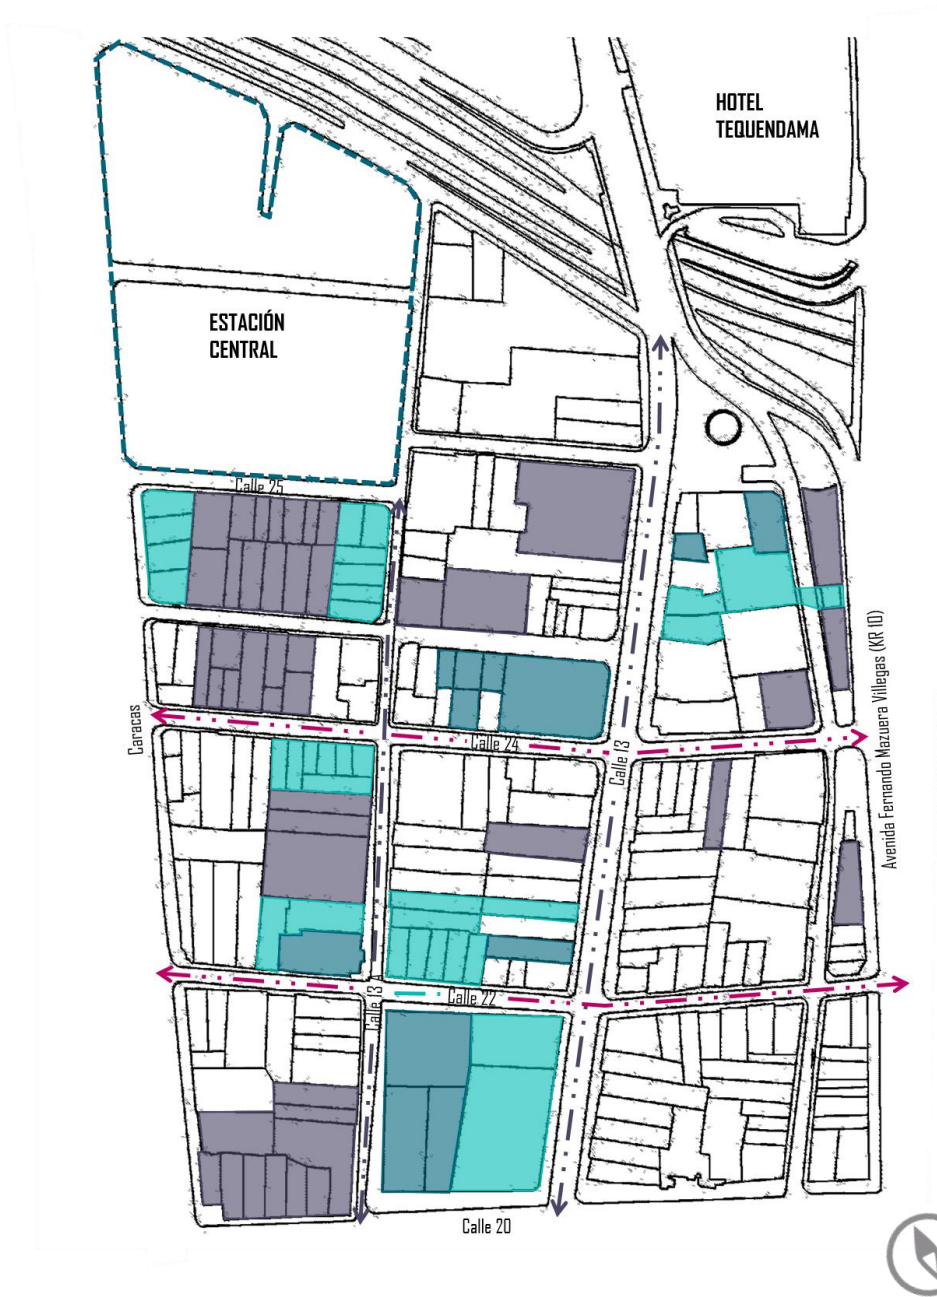 HOTEL
TEQUENDAMA
ESTACIÓN
CENTRAL
Calle 25
Avenida Fernando Mazuera Villegas (KR 10)
Caracas
Calle 24
Calle 13
Calle 22
Calle 13
Calle 20